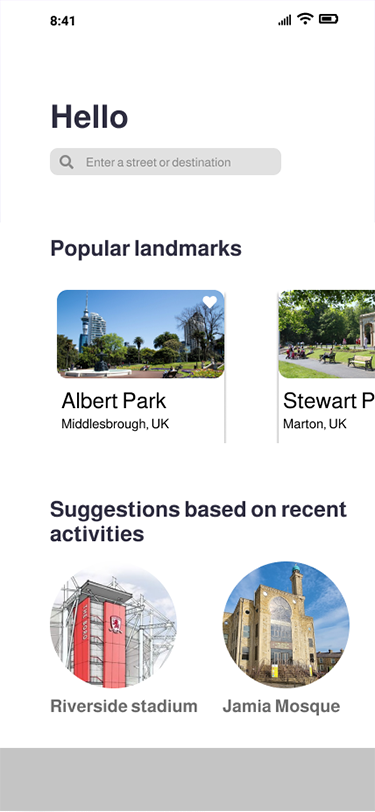 8:41
Hello
Enter a street or destination
Popular landmarks
Albert Park
Middlesbrough, UK
Stewart P
Marton, UK
Suggestions based on recent
activities
Riverside stadium
Jamia Mosque